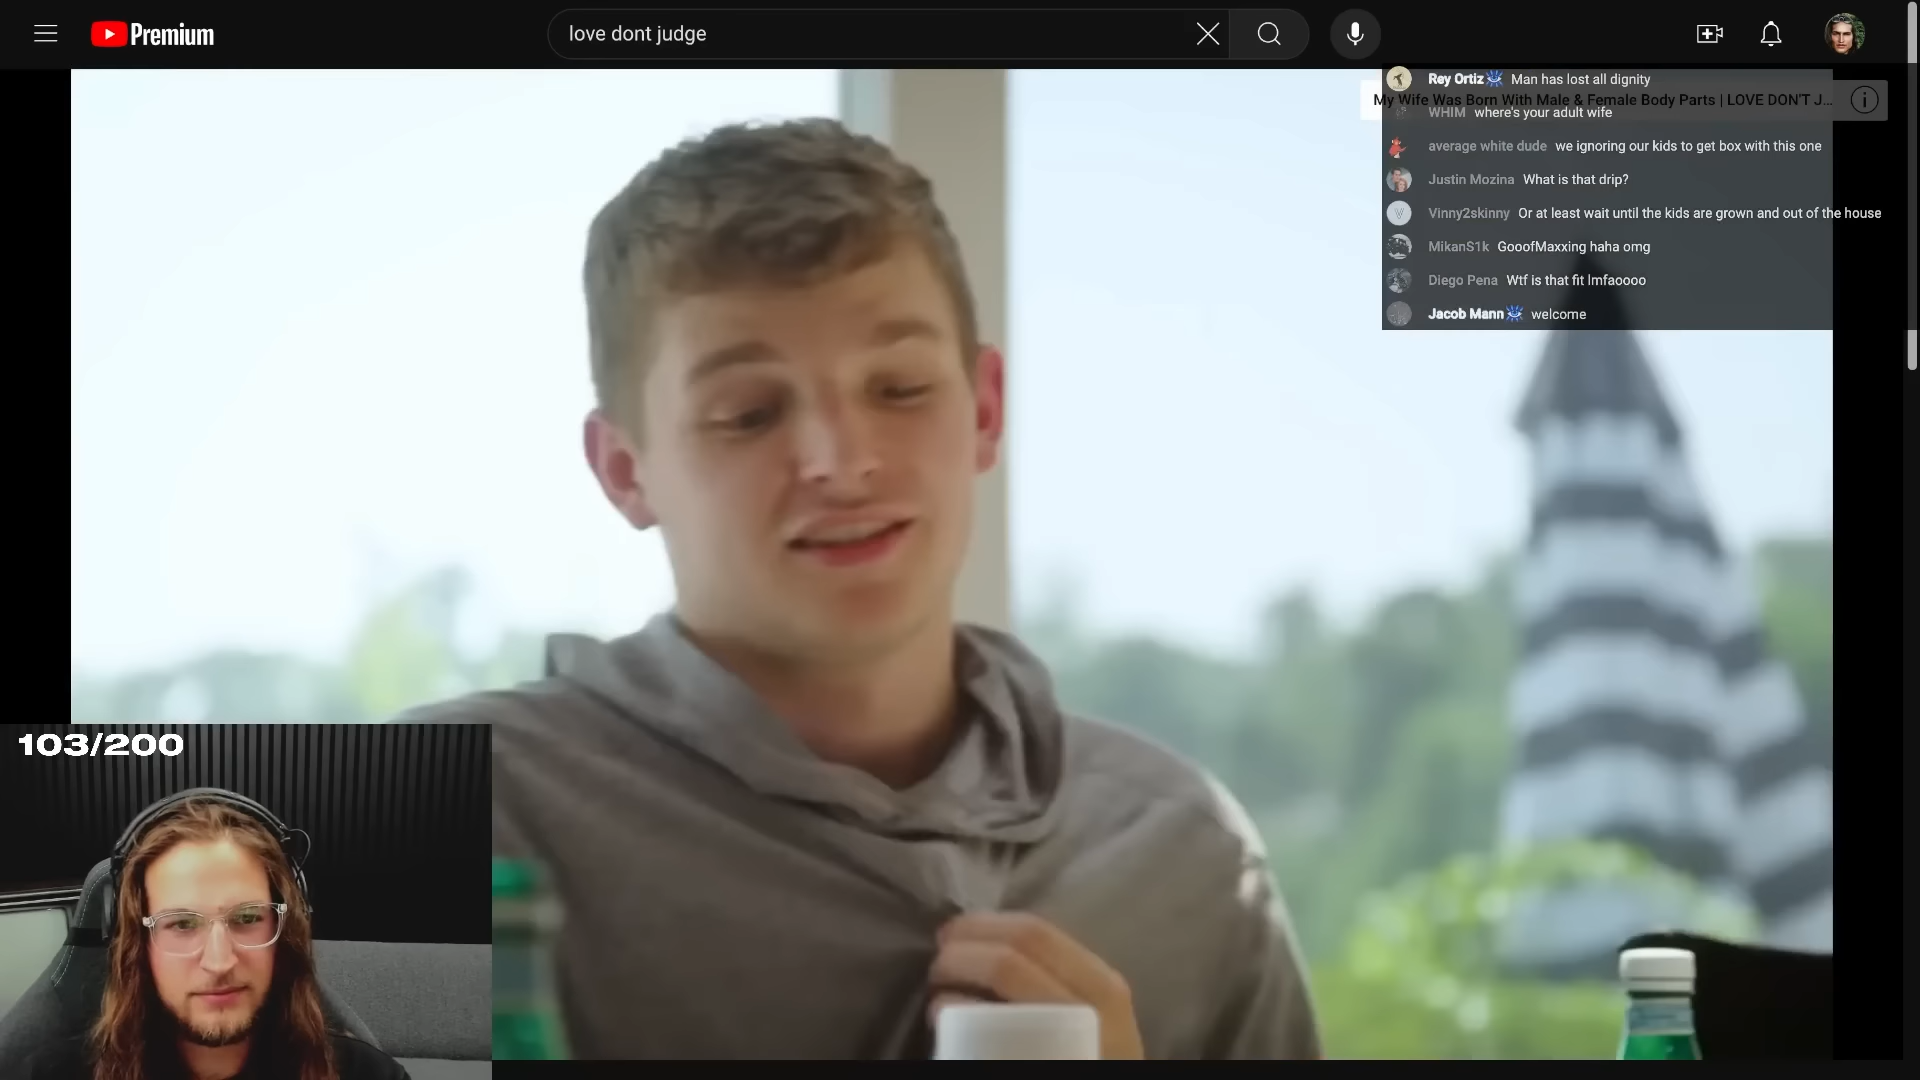 Premium
love dont judge
Rey Ortiz Man has lost all dignity
My Wife Was Born With Male & Female Body Parts | LOVE DON'T J...
WHIM where's your adult wife
average white dude we ignoring our kids to get box with this one
Justin Mozina What is that drip?
V
Vinny2skinny Or at least wait until the kids are grown and out of the house
MikanS1k GooofMaxxing haha omg
Diego Pena Wtf is that fit lmfaoooo
Jacob Mann welcome
103/200